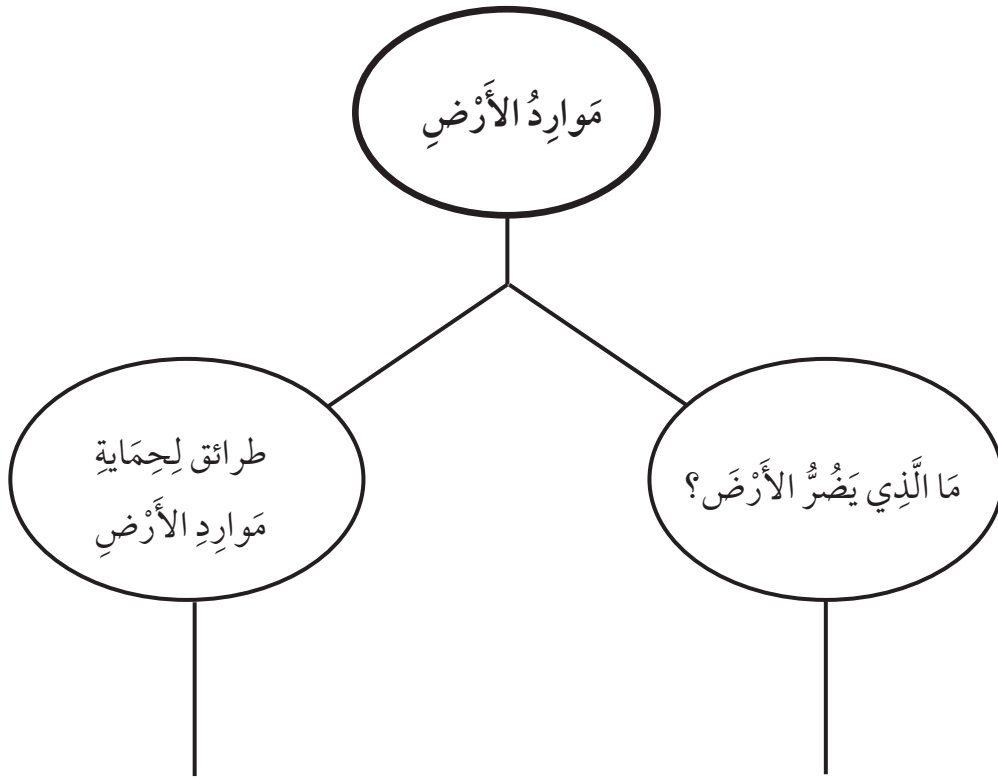 مَوارِدُ الأَرْضِ
مَا الَّذِي يَضُرُّ الأَرْضَ؟
طرائق لِحِمَايةِ
مَوارِدِ الأَرْضِ